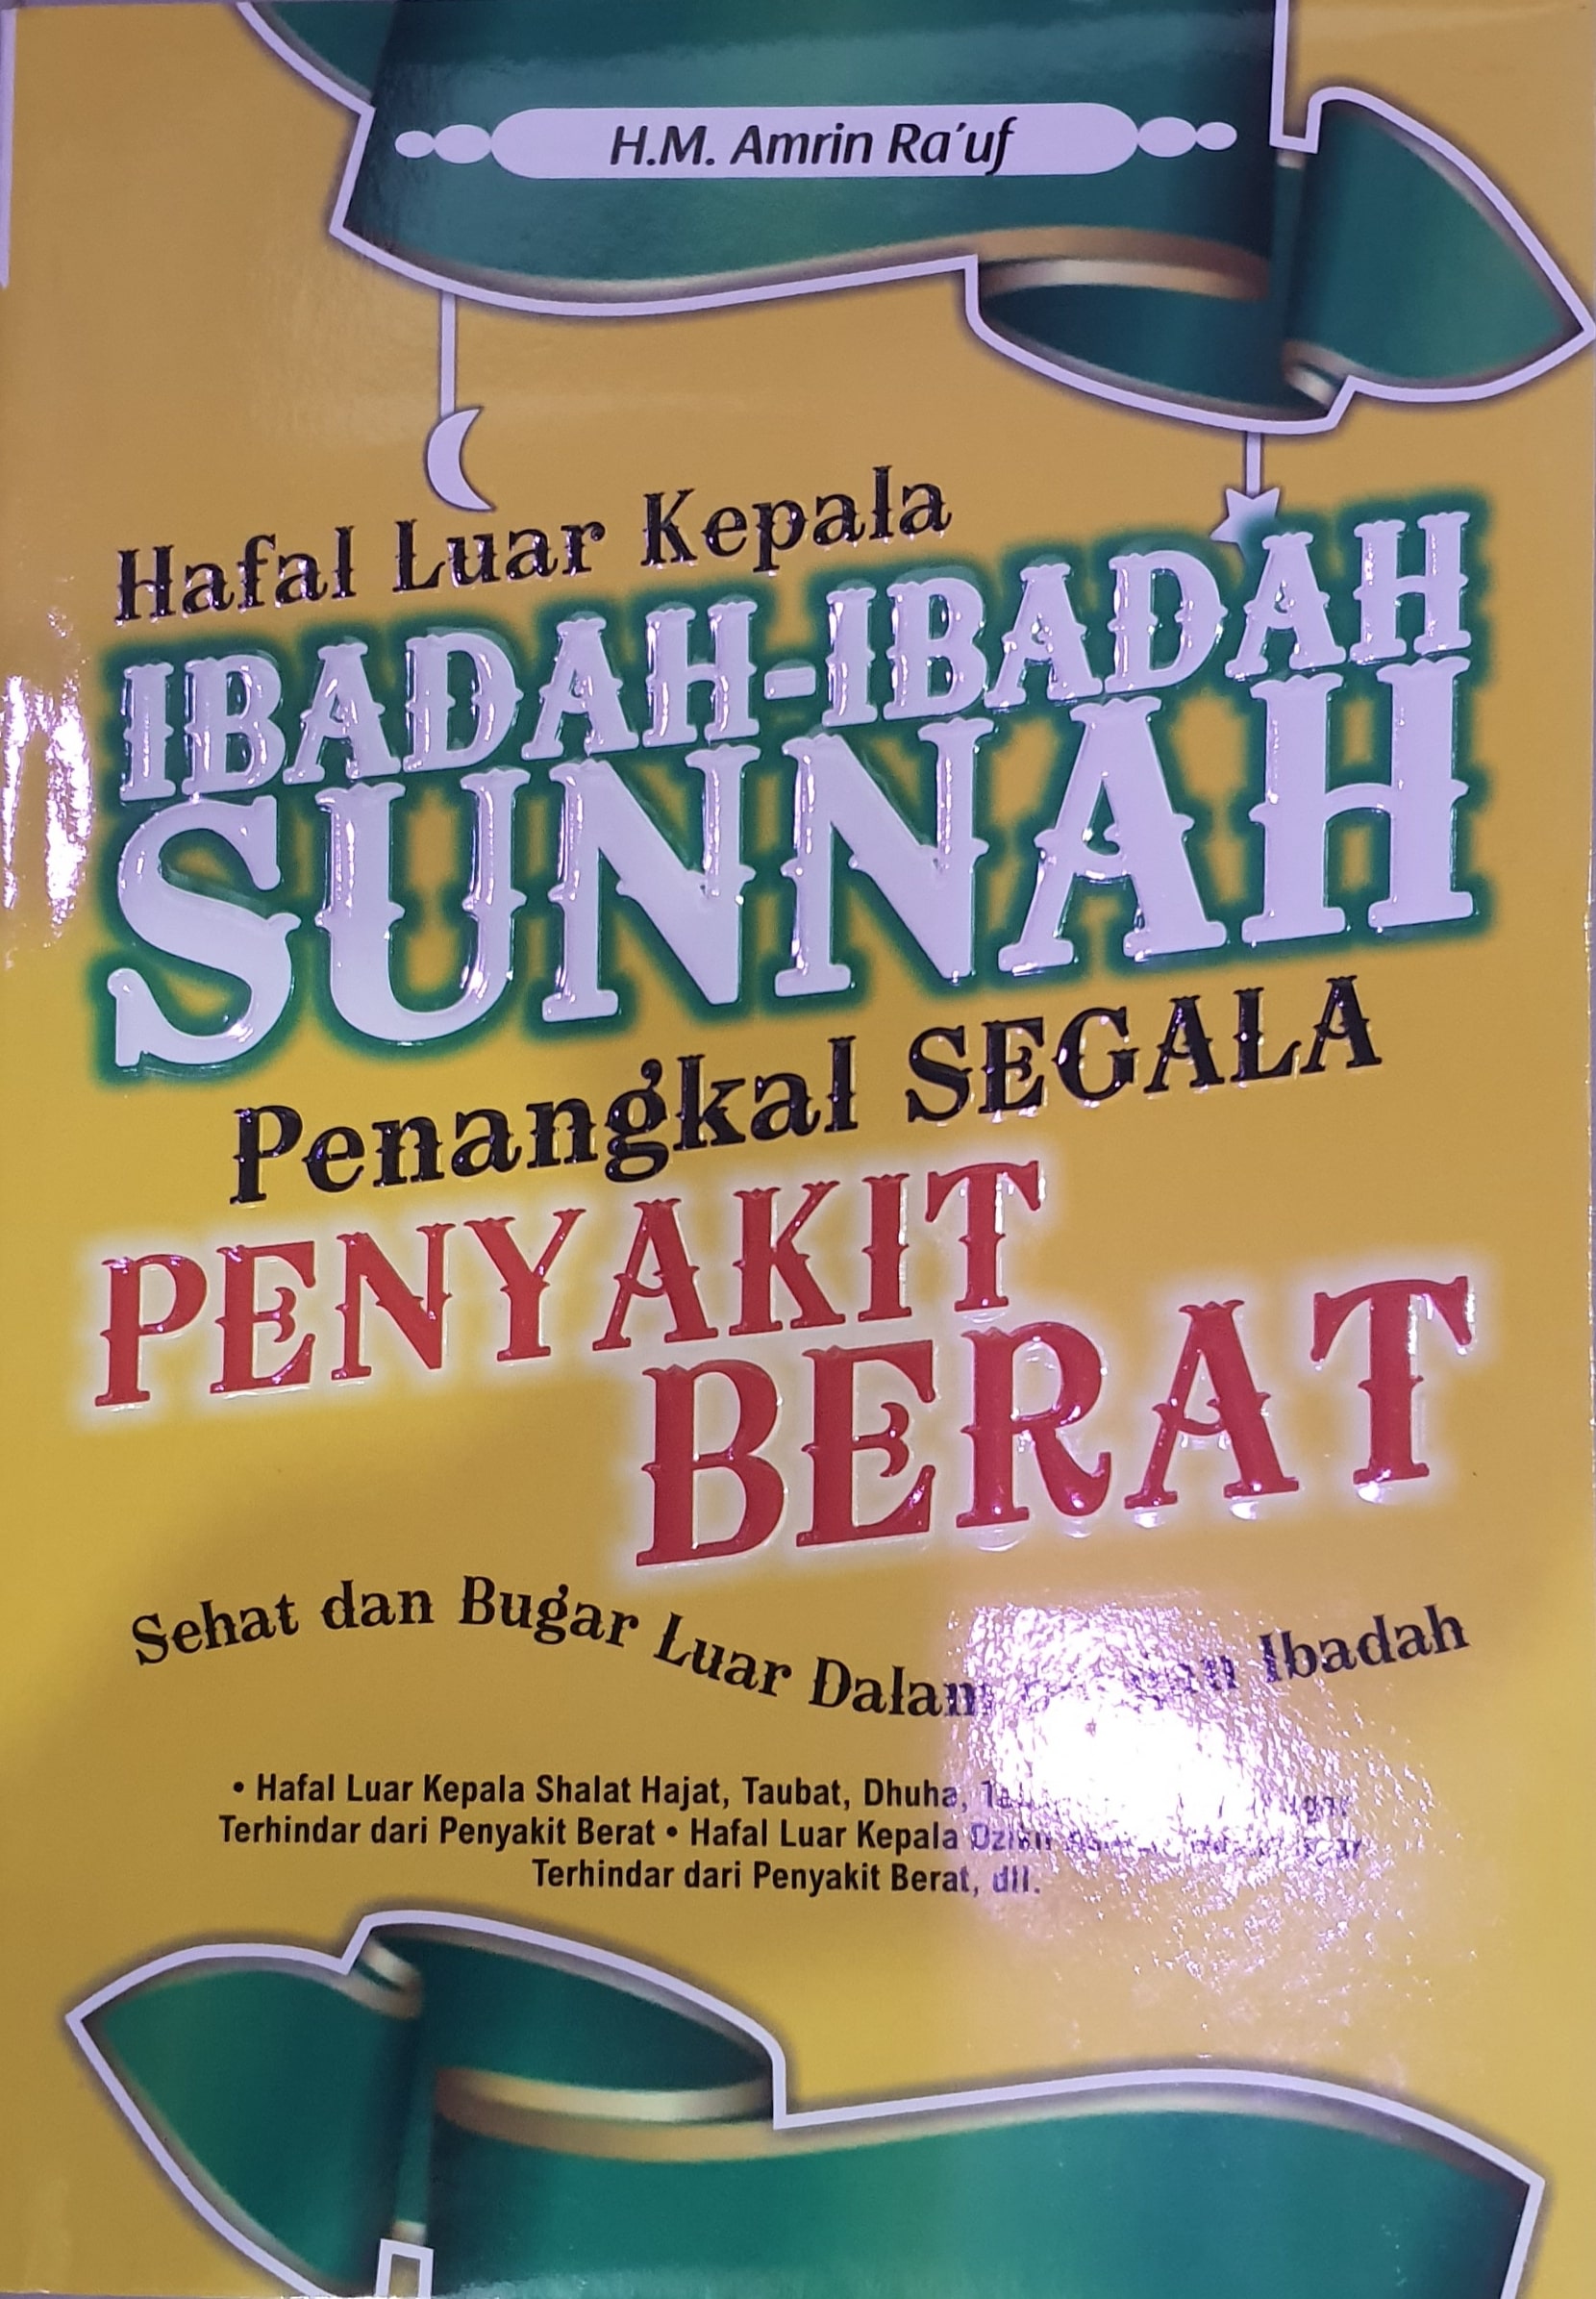 H.M. Amrin Ra'uf
Hafal Luar Kepala
IBADAH-IBADAH
SUNNAH
Penangkal SEGALA
PENYAKIT
BERAT
Sehat dan Bugar Luar Dalam Ibadah
• Hafal Luar Kepala Shalat Hajat, Taubat, Dhuha,
Terhindar dari Penyakit Berat • Hafal Luar Kepala Dzikir
Terhindar dari Penyakit Berat, dll.